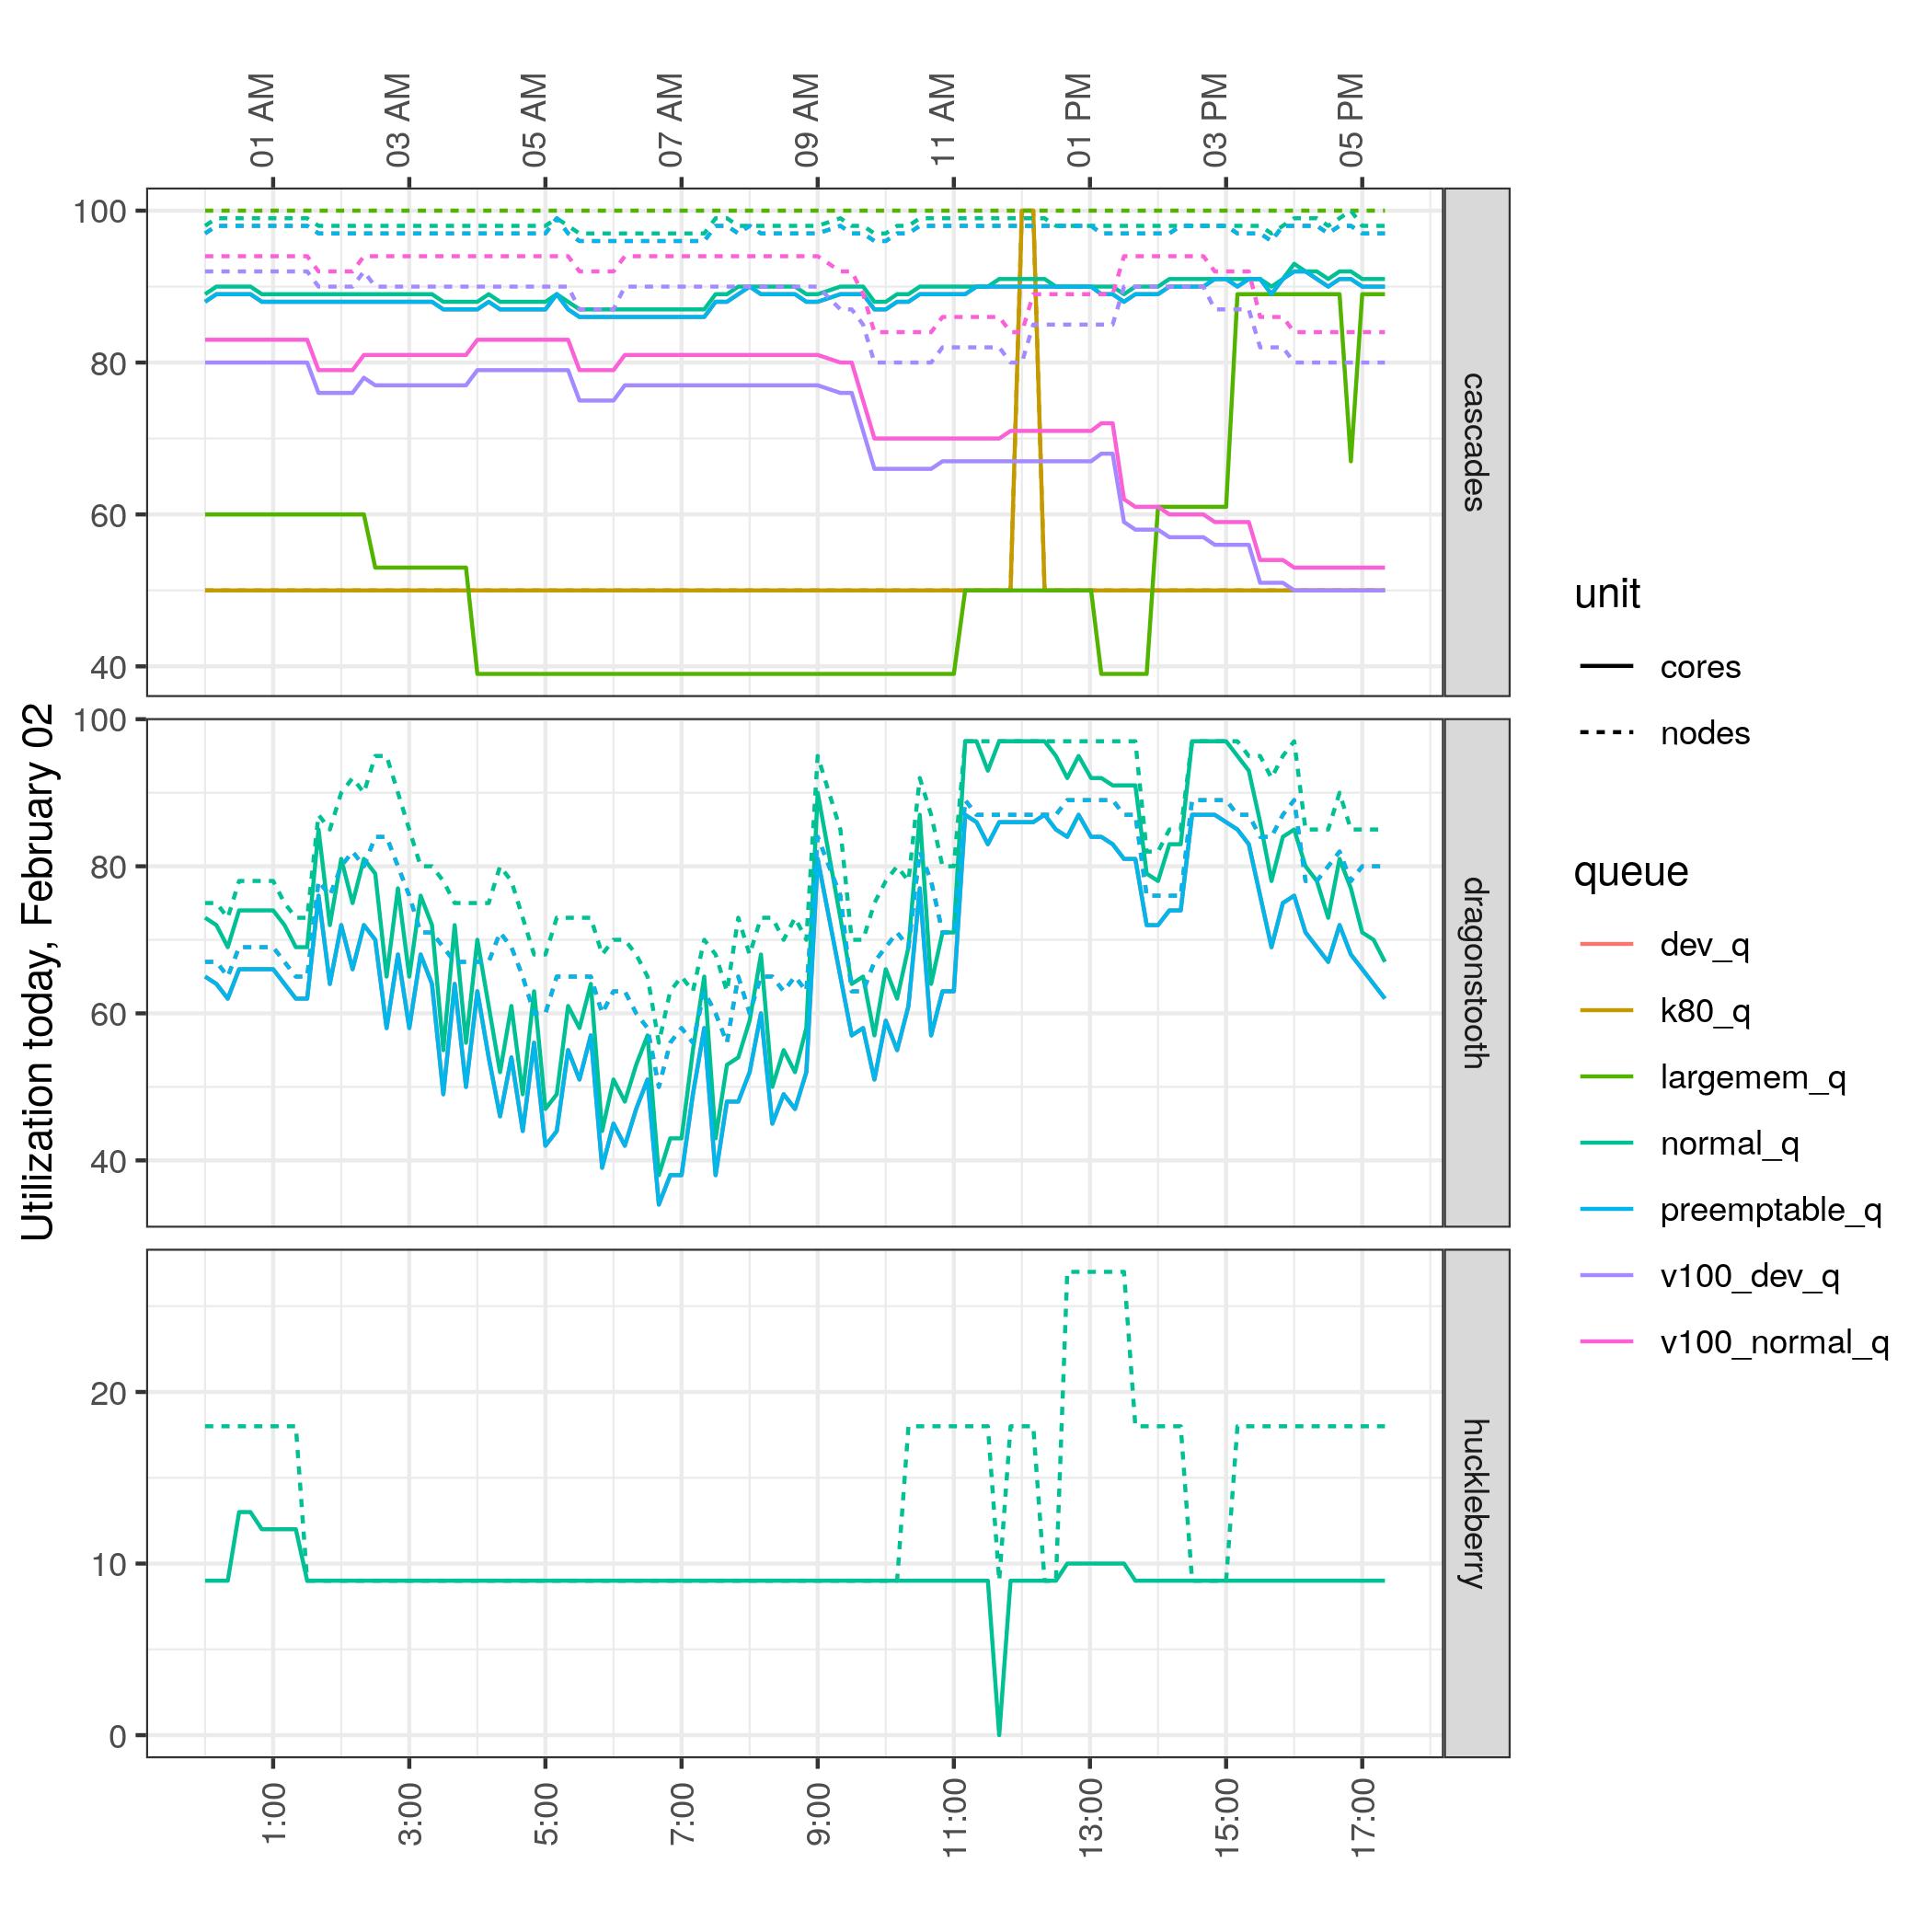 01 AM
03 AM
05 AM
07 AM
09 AM
11 AM
01 PM
03 PM
05 PM
Utilization today, February 02
100
80
60
40
cascades
100
80
60
40
dragonstooth
20
10
0
huckleberry
1:00
3:00
5:00
7:00
9:00
11:00
13:00
15:00
17:00
unit
cores
nodes
queue
dev_q
k80_q
largemem_q
normal_q
preemptable_q
v100_dev_q
v100_normal_q